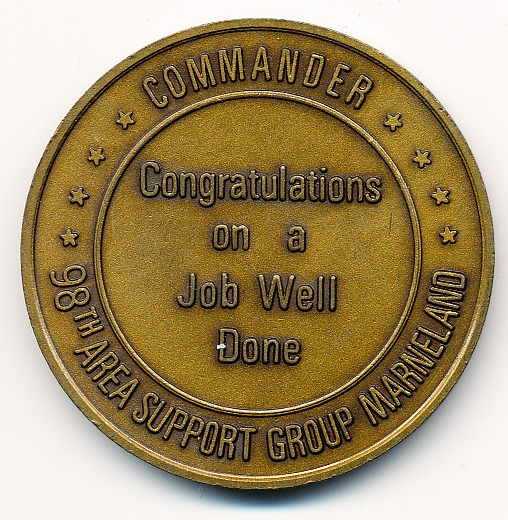 COMMANDER
Congratulations
on a
Job Well
Done
98TH AREA SUPPORT GROUP MARNELAND